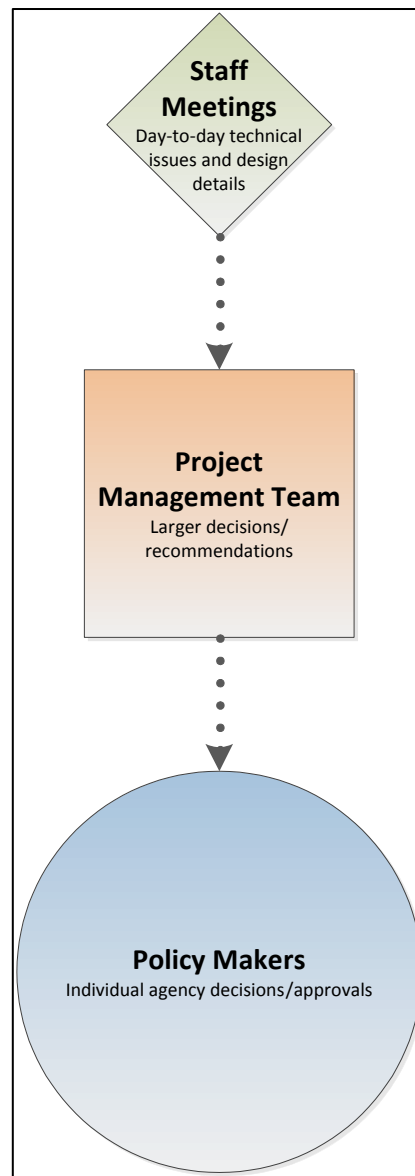 Staff
Meetings
Day-to-day technical
issues and design
details
Project
Management Team
Larger decisions/
recommendations
Policy Makers
Individual agency decisions/approvals